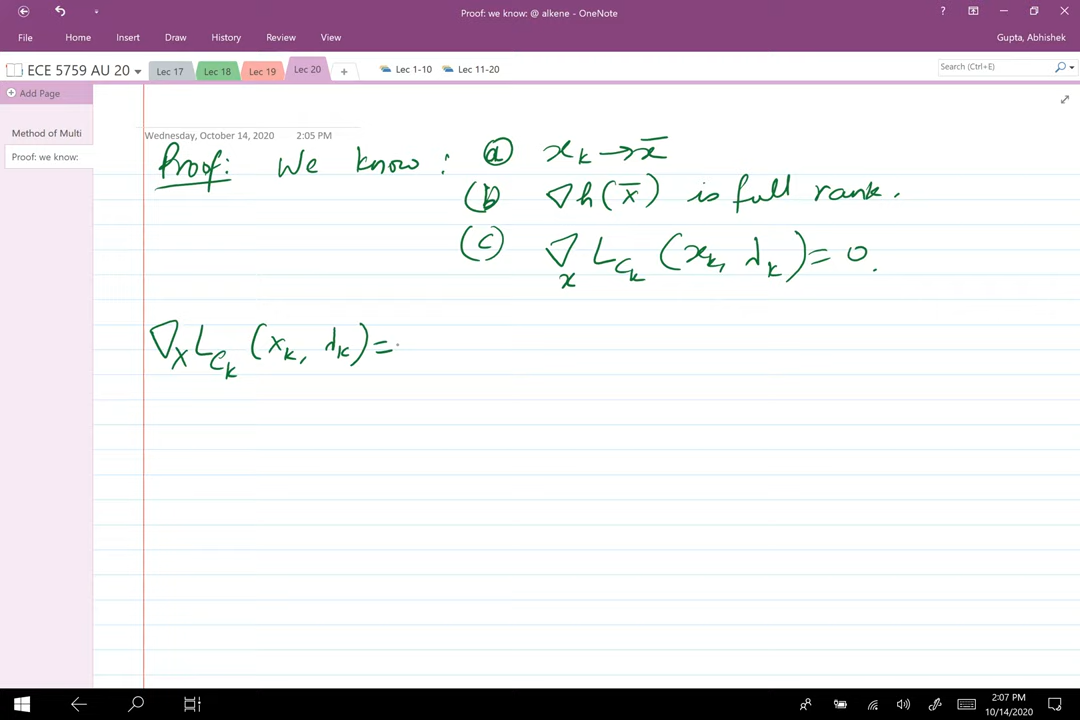 Proof: we know: @ alkene - OneNote
?
File Home Insert Draw History Review View
Gupta, Abhishek
ECE 5759 AU 20
Lec 17
Lec 18
Lec 19
Lec 20
+
Lec 1-10
Lec 11-20
Search (Ctrl+E)
Add Page
Method of Multi
Proof: we know:
Wednesday, October 14, 2020 2:05 PM
Proof: We know : (a) x_k → x̄
(b) ∇h(x̄) is full rank.
(c) ∇_x L_{c_k}(x_k, λ_k) = 0.
∇_x L_{c_k}(x_k, λ_k) =
2:07 PM
10/14/2020